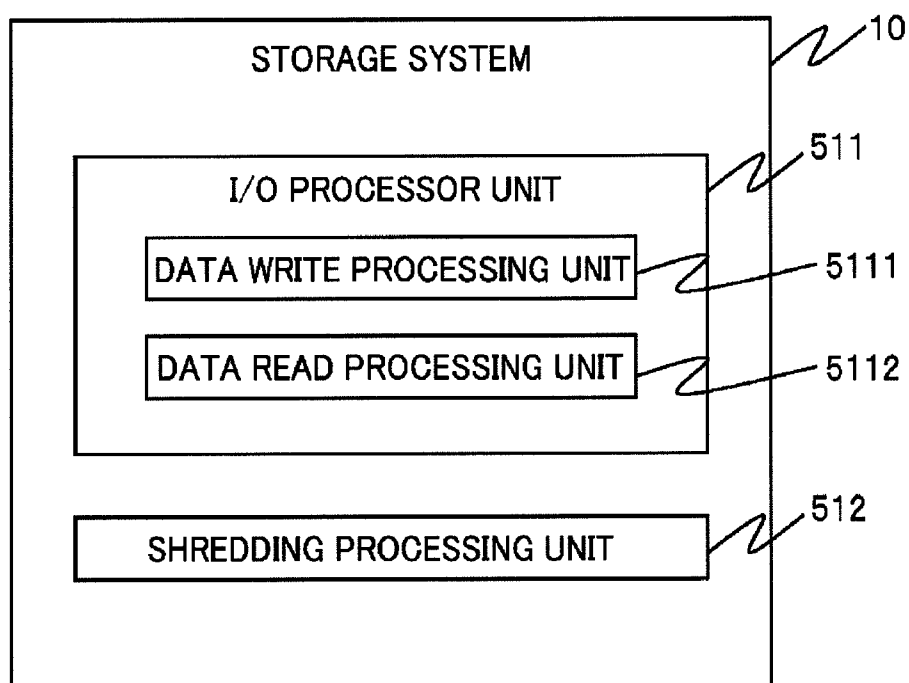 10
STORAGE SYSTEM
511
I/O PROCESSOR UNIT
DATA WRITE PROCESSING UNIT
5111
DATA READ PROCESSING UNIT
5112
512
SHREDDING PROCESSING UNIT